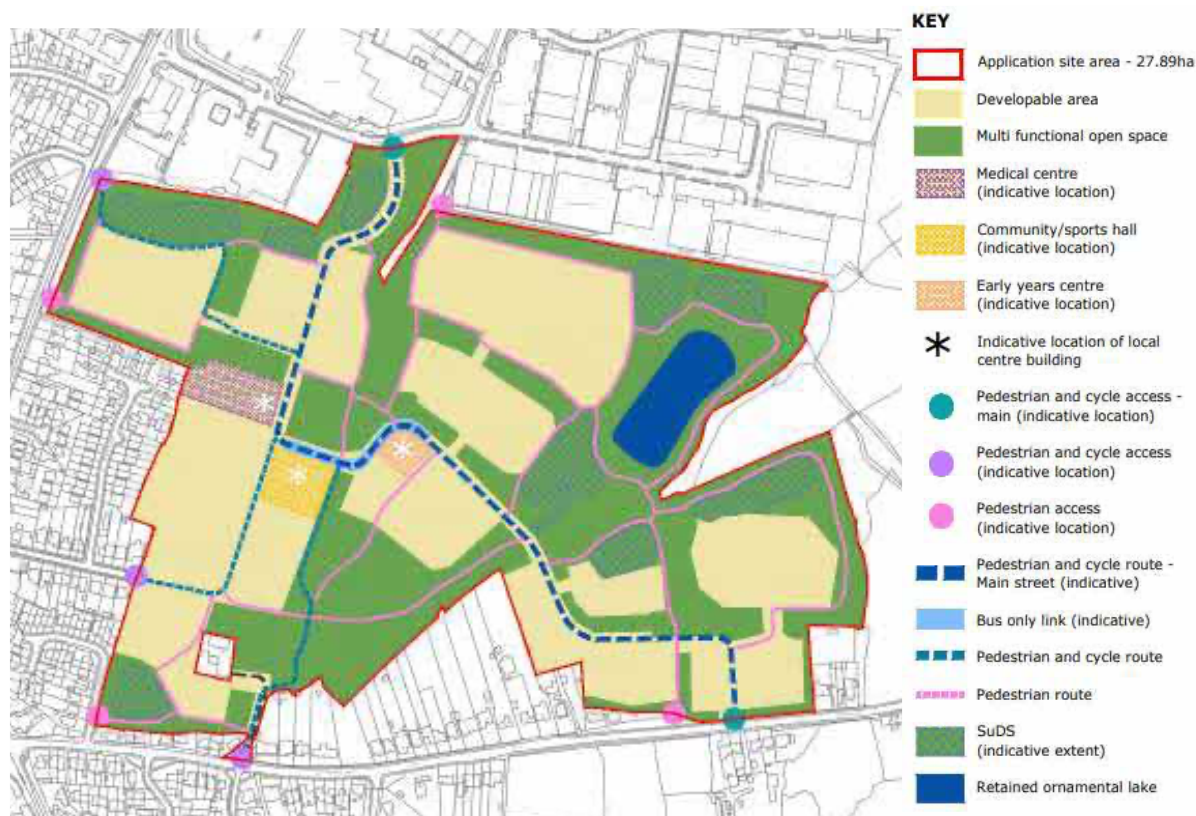 KEY
Application site area - 27.89ha
Developable area
Multi functional open space
Medical centre
(indicative location)
Community/sports hall
(indicative location)
Early years centre
(indicative location)
Indicative location of local
centre building
Pedestrian and cycle access -
main (indicative location)
Pedestrian and cycle access
(indicative location)
Pedestrian access
(indicative location)
Pedestrian and cycle route -
Main street (indicative)
Bus only link (indicative)
Pedestrian and cycle route
Pedestrian route
SuDS
(indicative extent)
Retained ornamental lake